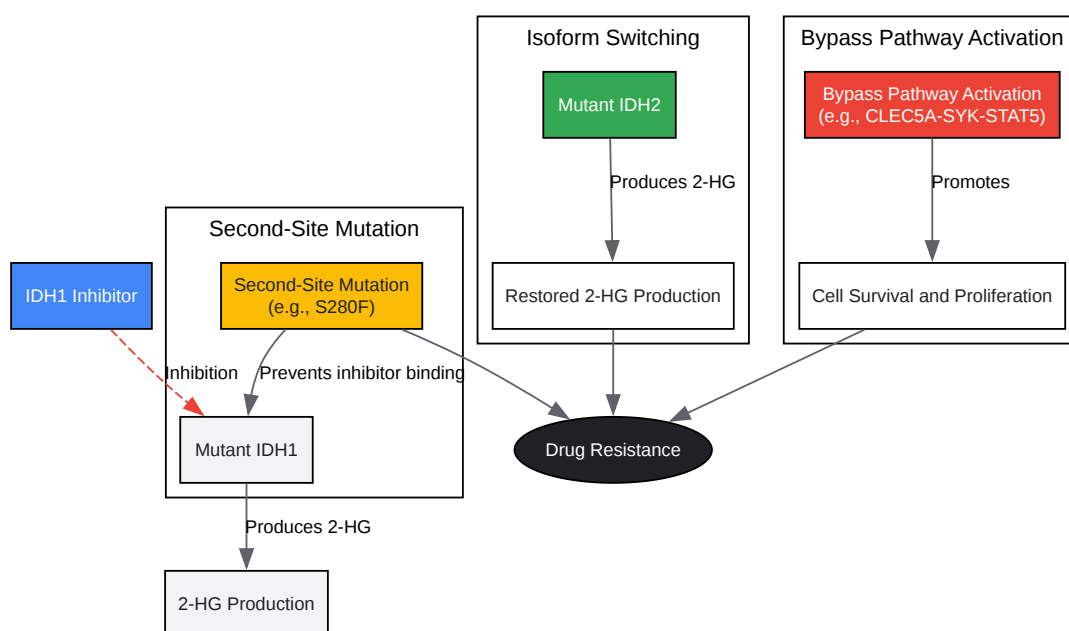 Isoform Switching
Bypass Pathway Activation
Mutant IDH2
Bypass Pathway Activation
(e.g., CLEC5A-SYK-STAT5)
Produces 2-HG
Promotes
Second-Site Mutation
IDH1 Inhibitor
Second-Site Mutation
(e.g., S280F)
Restored 2-HG Production
Cell Survival and Proliferation
Inhibition
Prevents inhibitor binding
Mutant IDH1
Drug Resistance
Produces 2-HG
2-HG Production